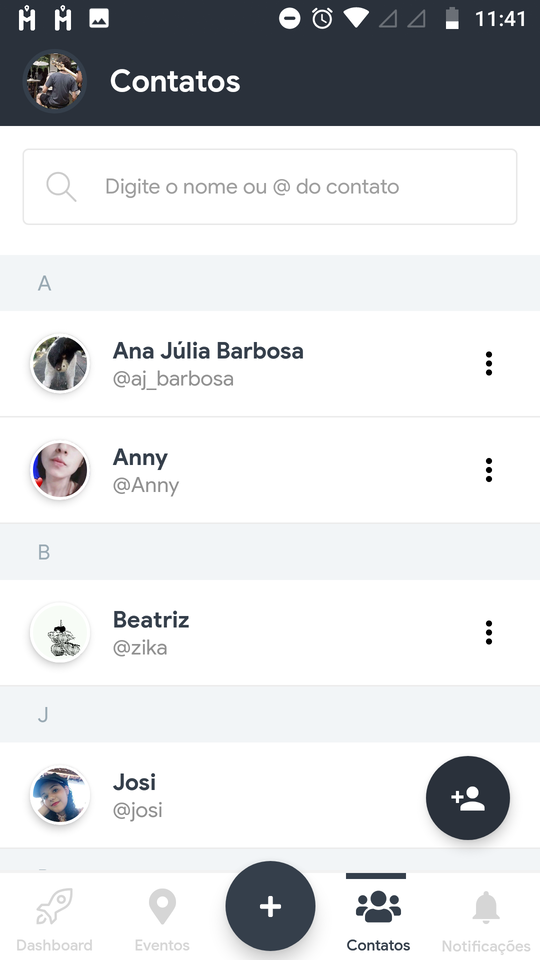 11:41
Contatos
Digite o nome ou @ do contato
A
Ana Júlia Barbosa
@aj_barbosa
Anny
@Anny
B
Beatriz
@zika
J
Josi
@josi
Dashboard
Eventos
Contatos
Notificações